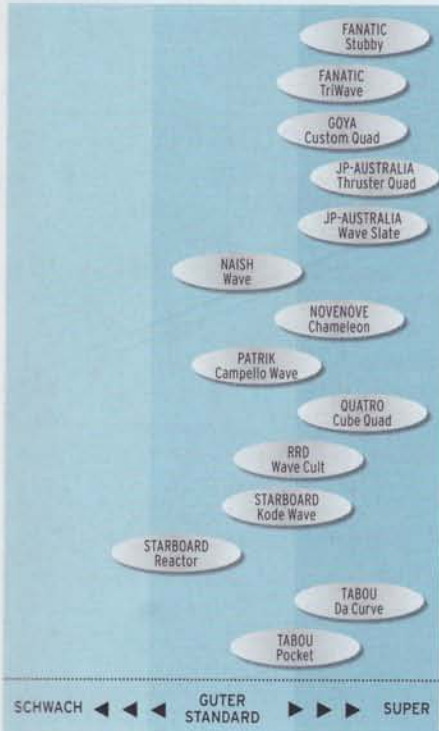 FANATIC
Stubby
FANATIC
TriWave
GOYA
Custom Quad
JP-AUSTRALIA
Thruster Quad
JP-AUSTRALIA
Wave Slate
NAISH
Wave
NOVENOVE
Chameleon
PATRIK
Campello Wave
QUATRO
Cube Quad
RRD
Wave Cult
STARBOARD
Kode Wave
STARBOARD
Reactor
TABOU
Da Curve
TABOU
Pocket
SCHWACH ◀ ◀ ◀ GUTER STANDARD ▶ ▶ ▶ SUPER